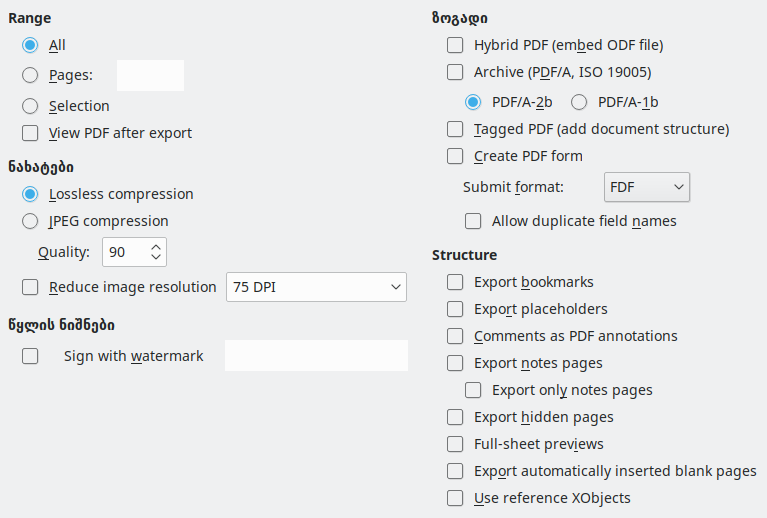 Range
All
Pages:
Selection
View PDF after export
ნახატები
Lossless compression
JPEG compression
Quality: 90
Reduce image resolution 75 DPI
წყლის ნიშნები
Sign with watermark
ზოგადი
Hybrid PDF (embed ODF file)
Archive (PDF/A, ISO 19005)
PDF/A-2b PDF/A-1b
Tagged PDF (add document structure)
Create PDF form
Submit format: FDF
Allow duplicate field names
Structure
Export bookmarks
Export placeholders
Comments as PDF annotations
Export notes pages
Export only notes pages
Export hidden pages
Full-sheet previews
Export automatically inserted blank pages
Use reference XObjects